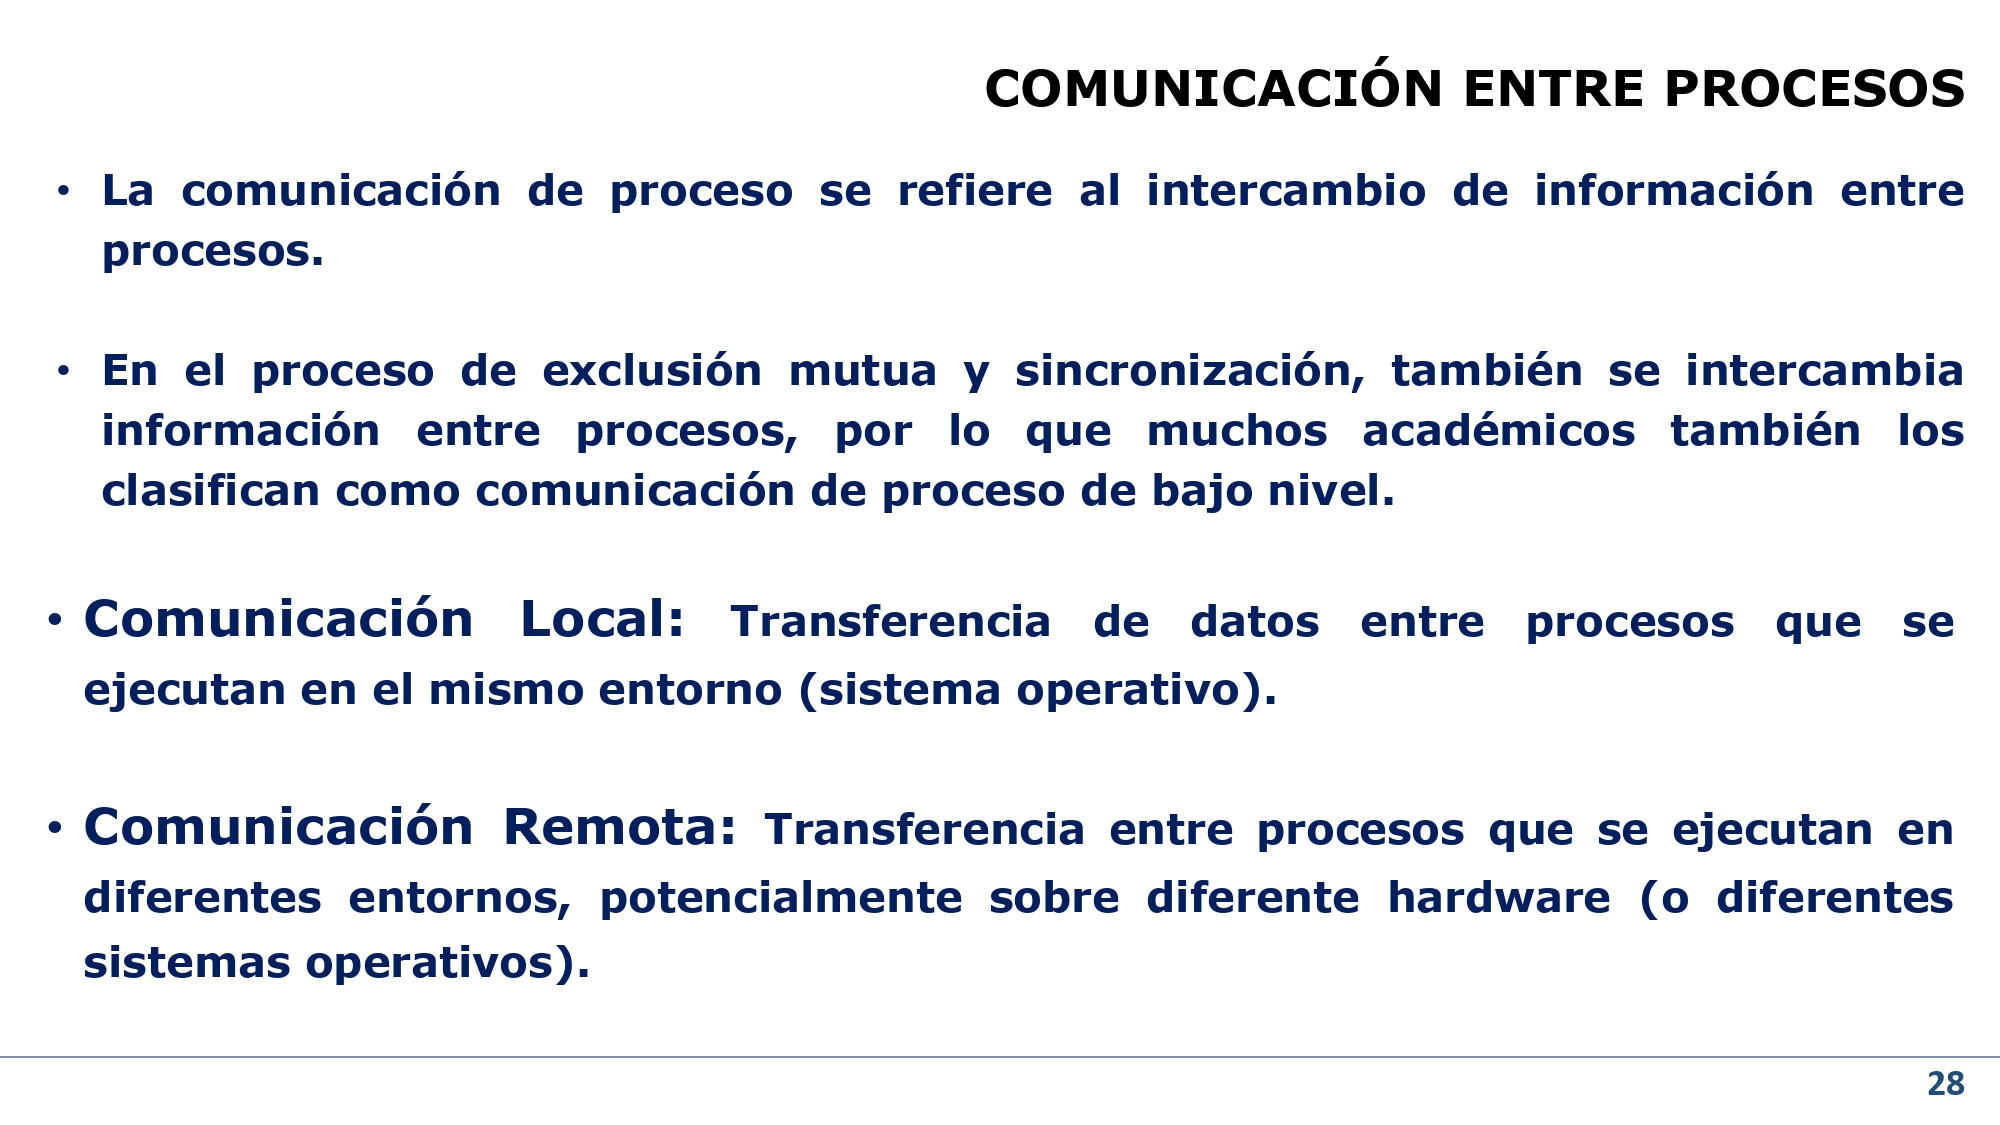 COMUNICACIÓN ENTRE PROCESOS
• La comunicación de proceso se refiere al intercambio de información entre
procesos.
• En el proceso de exclusión mutua y sincronización, también se intercambia
información entre procesos, por lo que muchos académicos también los
clasifican como comunicación de proceso de bajo nivel.
• Comunicación Local: Transferencia de datos entre procesos que se
ejecutan en el mismo entorno (sistema operativo).
• Comunicación Remota: Transferencia entre procesos que se ejecutan en
diferentes entornos, potencialmente sobre diferente hardware (o diferentes
sistemas operativos).
28